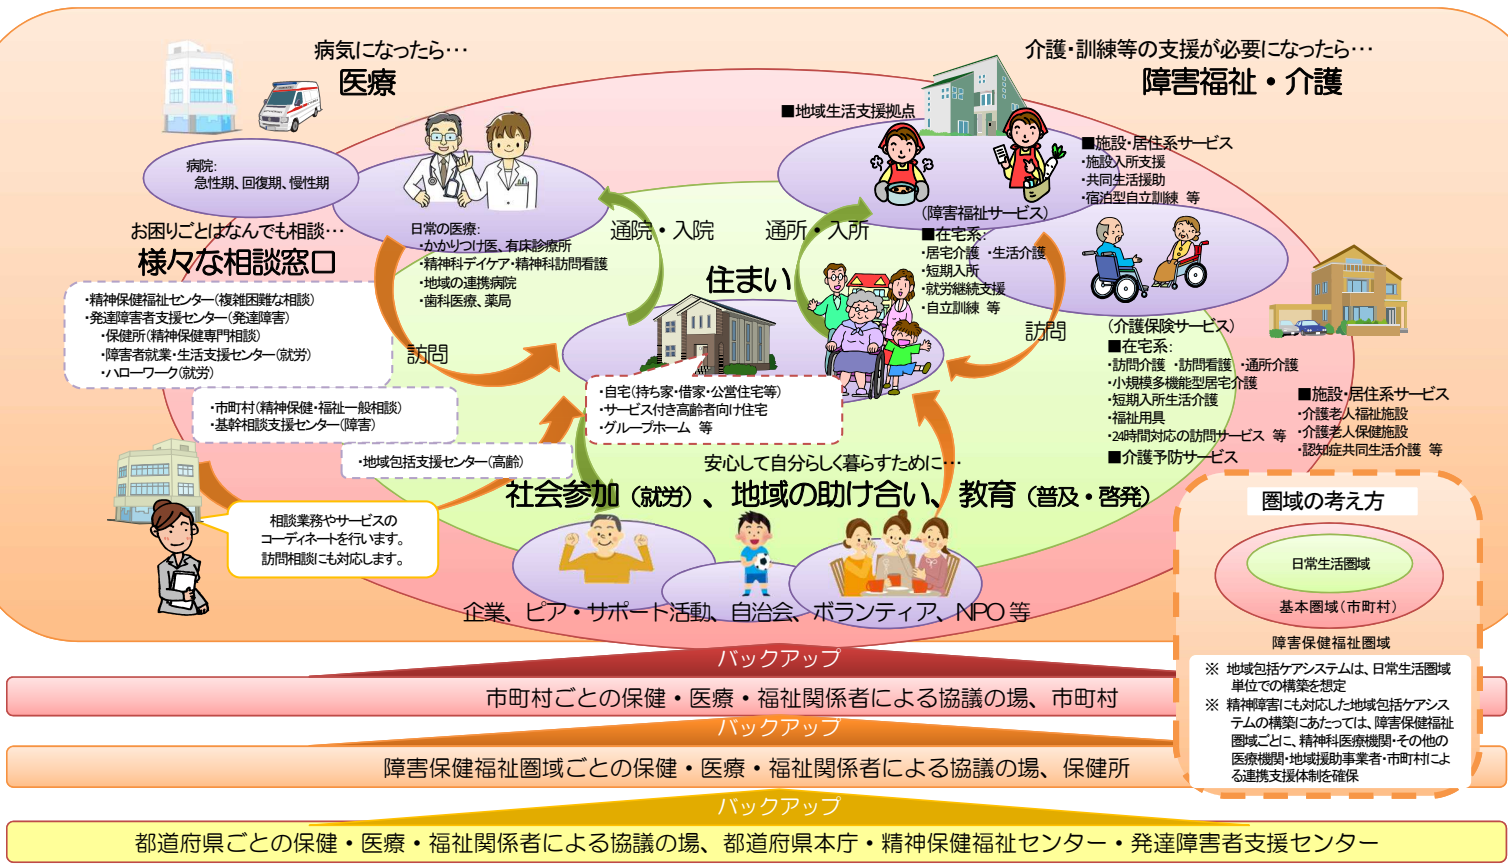 病気になったら…
医療
病院:
急性期、回復期、慢性期
日常の医療:
・かかりつけ医、有床診療所
・精神科デイケア・精神科訪問看護
・地域の連携病院
・歯科医療、薬局
通院・入院
訪問
介護・訓練等の支援が必要になったら…
障害福祉・介護
■地域生活支援拠点
■施設・居住系サービス
・施設入所支援
・共同生活援助
・宿泊型自立訓練 等
(障害福祉サービス)
■在宅系:
・居宅介護 ・生活介護
・短期入所
・就労継続支援
・自立訓練 等
通所・入所
訪問
(介護保険サービス)
■在宅系:
・訪問介護 ・訪問看護 ・通所介護
・小規模多機能型居宅介護
・短期入所生活介護
・福祉用具
・24時間対応の訪問サービス 等
■介護予防サービス
■施設・居住系サービス
・介護老人福祉施設
・介護老人保健施設
・認知症共同生活介護 等
お困りごとはなんでも相談…
様々な相談窓口
・精神保健福祉センター(複雑困難な相談)
・発達障害者支援センター(発達障害)
・保健所(精神保健専門相談)
・障害者就業・生活支援センター(就労)
・ハローワーク(就労)
・市町村(精神保健・福祉一般相談)
・基幹相談支援センター(障害)
・地域包括支援センター(高齢)
相談業務やサービスの
コーディネートを行います。
訪問相談にも対応します。
住まい
・自宅(持ち家・借家・公営住宅等)
・サービス付き高齢者向け住宅
・グループホーム 等
安心して自分らしく暮らすために…
社会参加(就労)、地域の助け合い、教育(普及・啓発)
企業、ピア・サポート活動、自治会、ボランティア、NPO 等
圏域の考え方
日常生活圏域
基本圏域(市町村)
障害保健福祉圏域
※ 地域包括ケアシステムは、日常生活圏域
単位での構築を想定
※ 精神障害にも対応した地域包括ケアシス
テムの構築にあたっては、障害保健福祉
圏域ごとに、精神科医療機関・その他の
医療機関・地域援助事業者・市町村によ
る連携支援体制を確保
バックアップ
市町村ごとの保健・医療・福祉関係者による協議の場、市町村
バックアップ
障害保健福祉圏域ごとの保健・医療・福祉関係者による協議の場、保健所
バックアップ
都道府県ごとの保健・医療・福祉関係者による協議の場、都道府県本庁・精神保健福祉センター・発達障害者支援センター